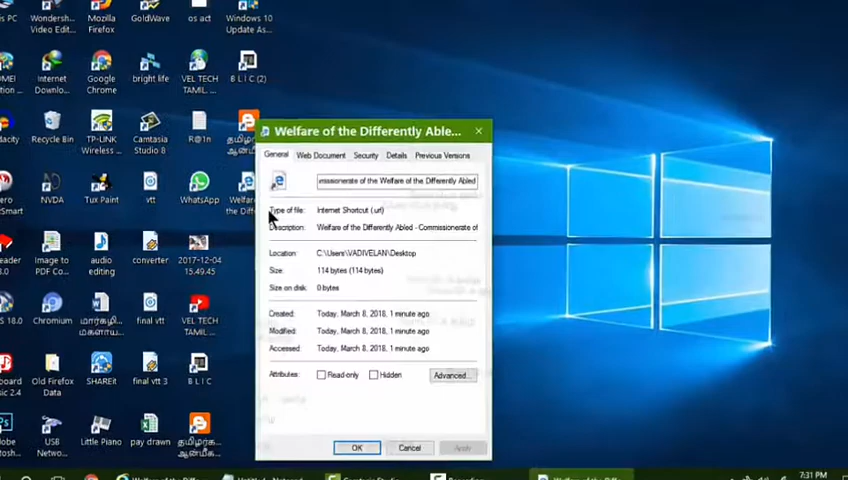 is PC
Wondersh...
Video Edit...
Mozilla
Firefox
GoldWave
os act
Windows 10
Update As...
Internet
Downlo...
Google
Chrome
bright life
VEL TECH
TAMIL ...
B L I C (2)
dacity
Recycle Bin
TP-LINK
Wireless ...
Camtasia
Studio 8
R@1n
தமிழர்
NVDA
Tux Paint
vtt
WhatsApp
Image to
PDF Co...
audio
editing
converter
2017-12-04
15.49.45
Chromium
final vtt
VEL TECH
TAMIL ...
Old Firefox
Data
SHAREit
final vtt 3
B L I C
USB
Netwo...
Little Piano
pay drawn
Welfare of the Differently Able...
General
Web Document
Security
Details
Previous Versions
missionerate of the Welfare of the Differently Abled
Type of file: Internet Shortcut (.url)
Description: Welfare of the Differently Abled - Commissionerate of
Location: C:\Users\VADIVELAN\Desktop
Size: 114 bytes (114 bytes)
Size on disk: 0 bytes
Created: Today, March 8, 2018, 1 minute ago
Modified: Today, March 8, 2018, 1 minute ago
Accessed: Today, March 8, 2018, 1 minute ago
Attributes: Read-only Hidden Advanced...
OK Cancel Apply
7:31 PM